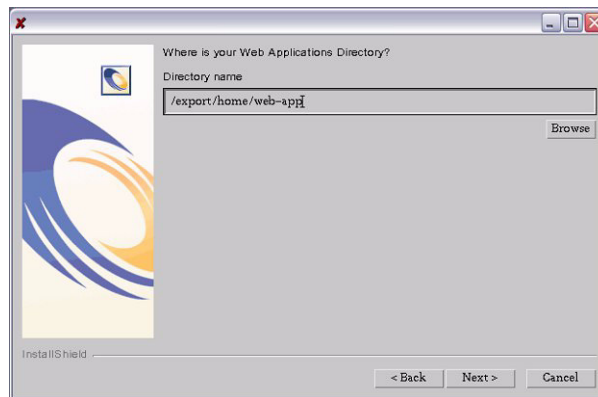 Where is your Web Applications Directory?
Directory name
/export/home/web-app
Browse
InstallShield
< Back Next > Cancel